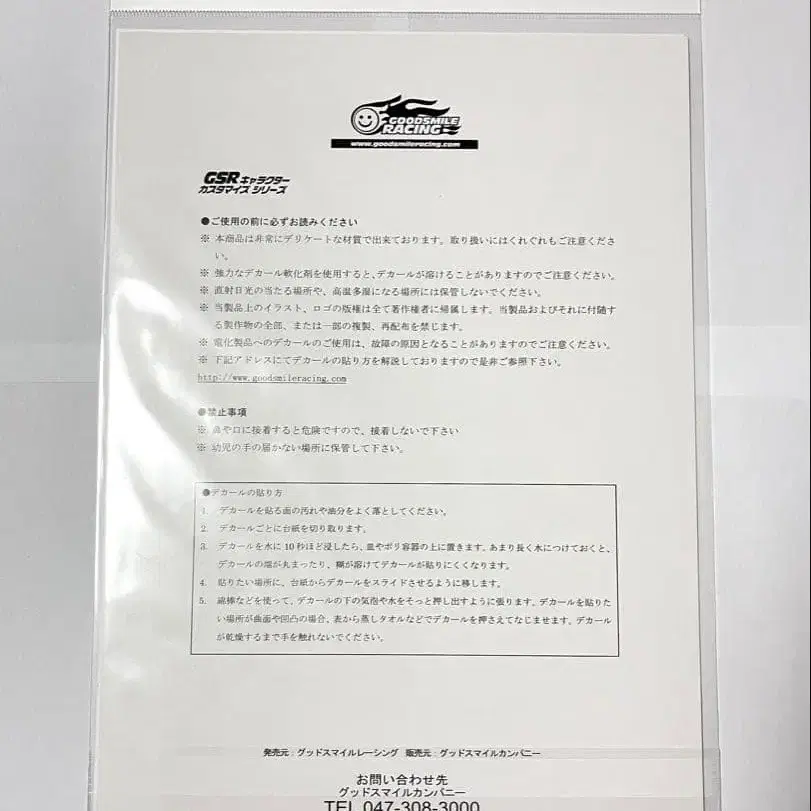 GOODSMILE
RACING
www.goodsmileracing.com
GSRキャラクター
カスタマイズ シリーズ
●ご使用の前に必ずお読みください
※ 本商品は非常にデリケートな材質で出来ております。取り扱いにはくれぐれもご注意くださ
い。
※ 強力なデカール軟化剤を使用すると、デカールが溶けることがありますのでご注意ください。
※ 直射日光の当たる場所や、高温多湿になる場所には保管しないでください。
※ 当製品上のイラスト、ロゴの版権は全て著作権者に帰属します。当製品およびそれに付随す
る製作物の全部、または一部の複製、再配布を禁じます。
※ 電化製品へのデカールのご使用は、故障の原因となることがありますのでご注意ください。
※ 下記アドレスにてデカールの貼り方を解説しておりますので是非ご参照下さい。
http://www.goodsmileracing.com
●禁止事項
※ 鼻や口に接着すると危険ですので、接着しないで下さい
※ 幼児の手の届かない場所に保管して下さい。
●デカールの貼り方
1. デカールを貼る面の汚れや油分をよく落としてください。
2. デカールごとに台紙を切り取ります。
3. デカールを水に10秒ほど浸したら、皿やポリ容器の上に置きます。あまり長く水につけておくと、
デカールの端が丸まったり、糊が溶けてデカールが貼りにくくなります。
4. 貼りたい場所に、台紙からデカールをスライドさせるように移します。
5. 綿棒などを使って、デカールの下の気泡や水をそっと押し出すように張ります。デカールを貼りた
い場所が曲面や凹凸の場合、表から蒸しタオルなどでデカールを押さえてなじませます。デカール
が乾燥するまで手を触れないでください。
発売元:グッドスマイルレーシング 販売元:グッドスマイルカンパニー
お問い合わせ先
グッドスマイルカンパニー
TEL 047-308-3000